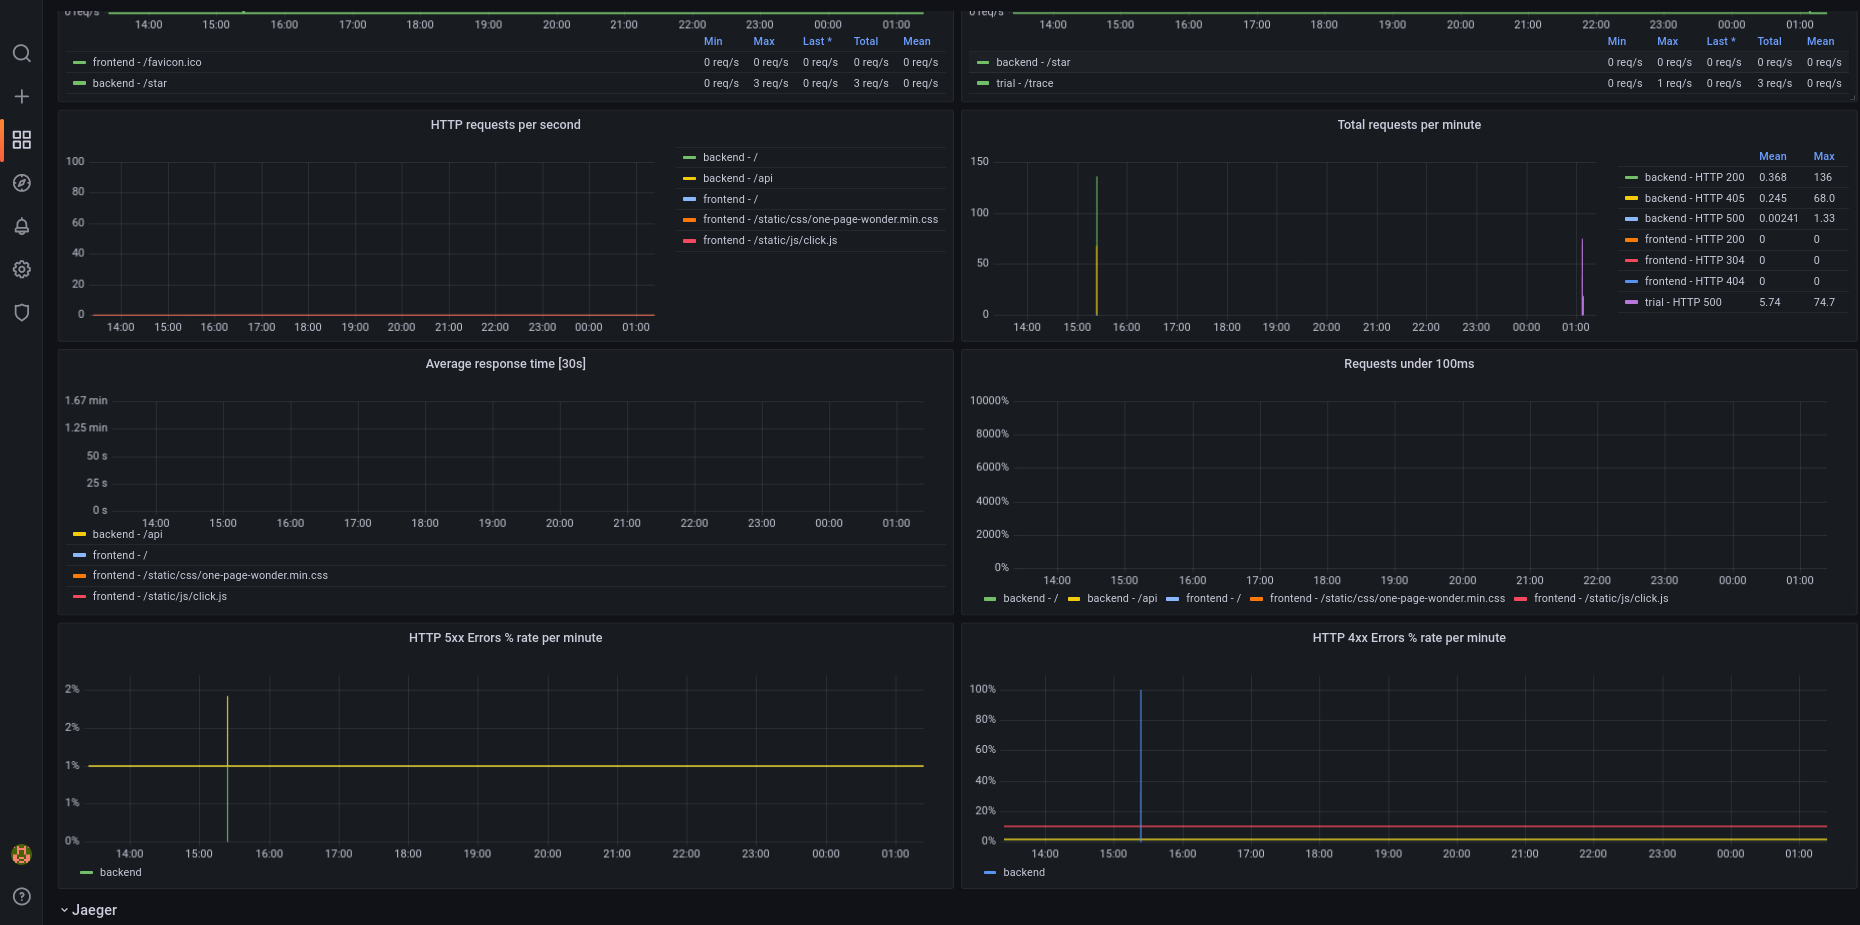 0 req/s
14:00 15:00 16:00 17:00 18:00 19:00 20:00 21:00 22:00 23:00 00:00 01:00
Min Max Last * Total Mean
frontend - /favicon.ico 0 req/s 0 req/s 0 req/s 0 req/s 0 req/s
backend - /star 0 req/s 3 req/s 0 req/s 3 req/s 0 req/s
0 req/s
14:00 15:00 16:00 17:00 18:00 19:00 20:00 21:00 22:00 23:00 00:00 01:00
Min Max Last * Total Mean
backend - /star 0 req/s 0 req/s 0 req/s 0 req/s 0 req/s
trial - /trace 0 req/s 1 req/s 0 req/s 3 req/s 0 req/s
HTTP requests per second
100
80
60
40
20
0
14:00 15:00 16:00 17:00 18:00 19:00 20:00 21:00 22:00 23:00 00:00 01:00
backend - /
backend - /api
frontend - /
frontend - /static/css/one-page-wonder.min.css
frontend - /static/js/click.js
Total requests per minute
150
100
50
0
14:00 15:00 16:00 17:00 18:00 19:00 20:00 21:00 22:00 23:00 00:00 01:00
Mean Max
backend - HTTP 200 0.368 136
backend - HTTP 405 0.245 68.0
backend - HTTP 500 0.00241 1.33
frontend - HTTP 200 0 0
frontend - HTTP 304 0 0
frontend - HTTP 404 0 0
trial - HTTP 500 5.74 74.7
Average response time [30s]
1.67 min
1.25 min
50 s
25 s
0 s
14:00 15:00 16:00 17:00 18:00 19:00 20:00 21:00 22:00 23:00 00:00 01:00
backend - /api
frontend - /
frontend - /static/css/one-page-wonder.min.css
frontend - /static/js/click.js
Requests under 100ms
10000%
8000%
6000%
4000%
2000%
0%
14:00 15:00 16:00 17:00 18:00 19:00 20:00 21:00 22:00 23:00 00:00 01:00
backend - / backend - /api frontend - / frontend - /static/css/one-page-wonder.min.css frontend - /static/js/click.js
HTTP 5xx Errors % rate per minute
2%
2%
1%
1%
0%
14:00 15:00 16:00 17:00 18:00 19:00 20:00 21:00 22:00 23:00 00:00 01:00
backend
HTTP 4xx Errors % rate per minute
100%
80%
60%
40%
20%
0%
14:00 15:00 16:00 17:00 18:00 19:00 20:00 21:00 22:00 23:00 00:00 01:00
backend
Jaeger